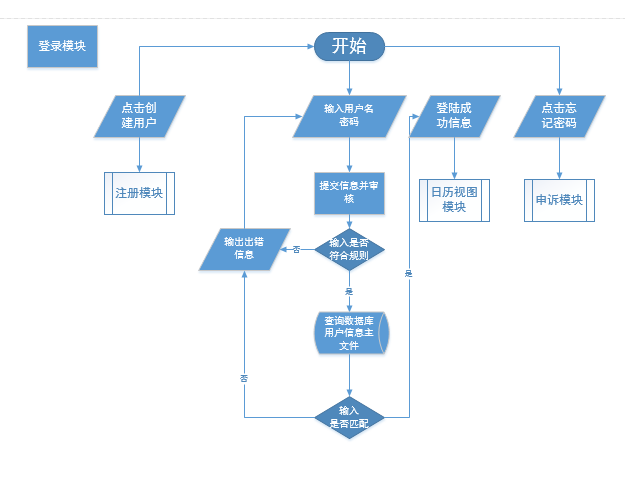 登录模块
开始
点击创
建用户
输入用户名
密码
登陆成
功信息
点击忘
记密码
注册模块
提交信息并审
核
日历视图
模块
申诉模块
输出出错
信息
否
输入是否
符合规则
是
是
查询数据库
用户信息主
文件
否
输入
是否匹配